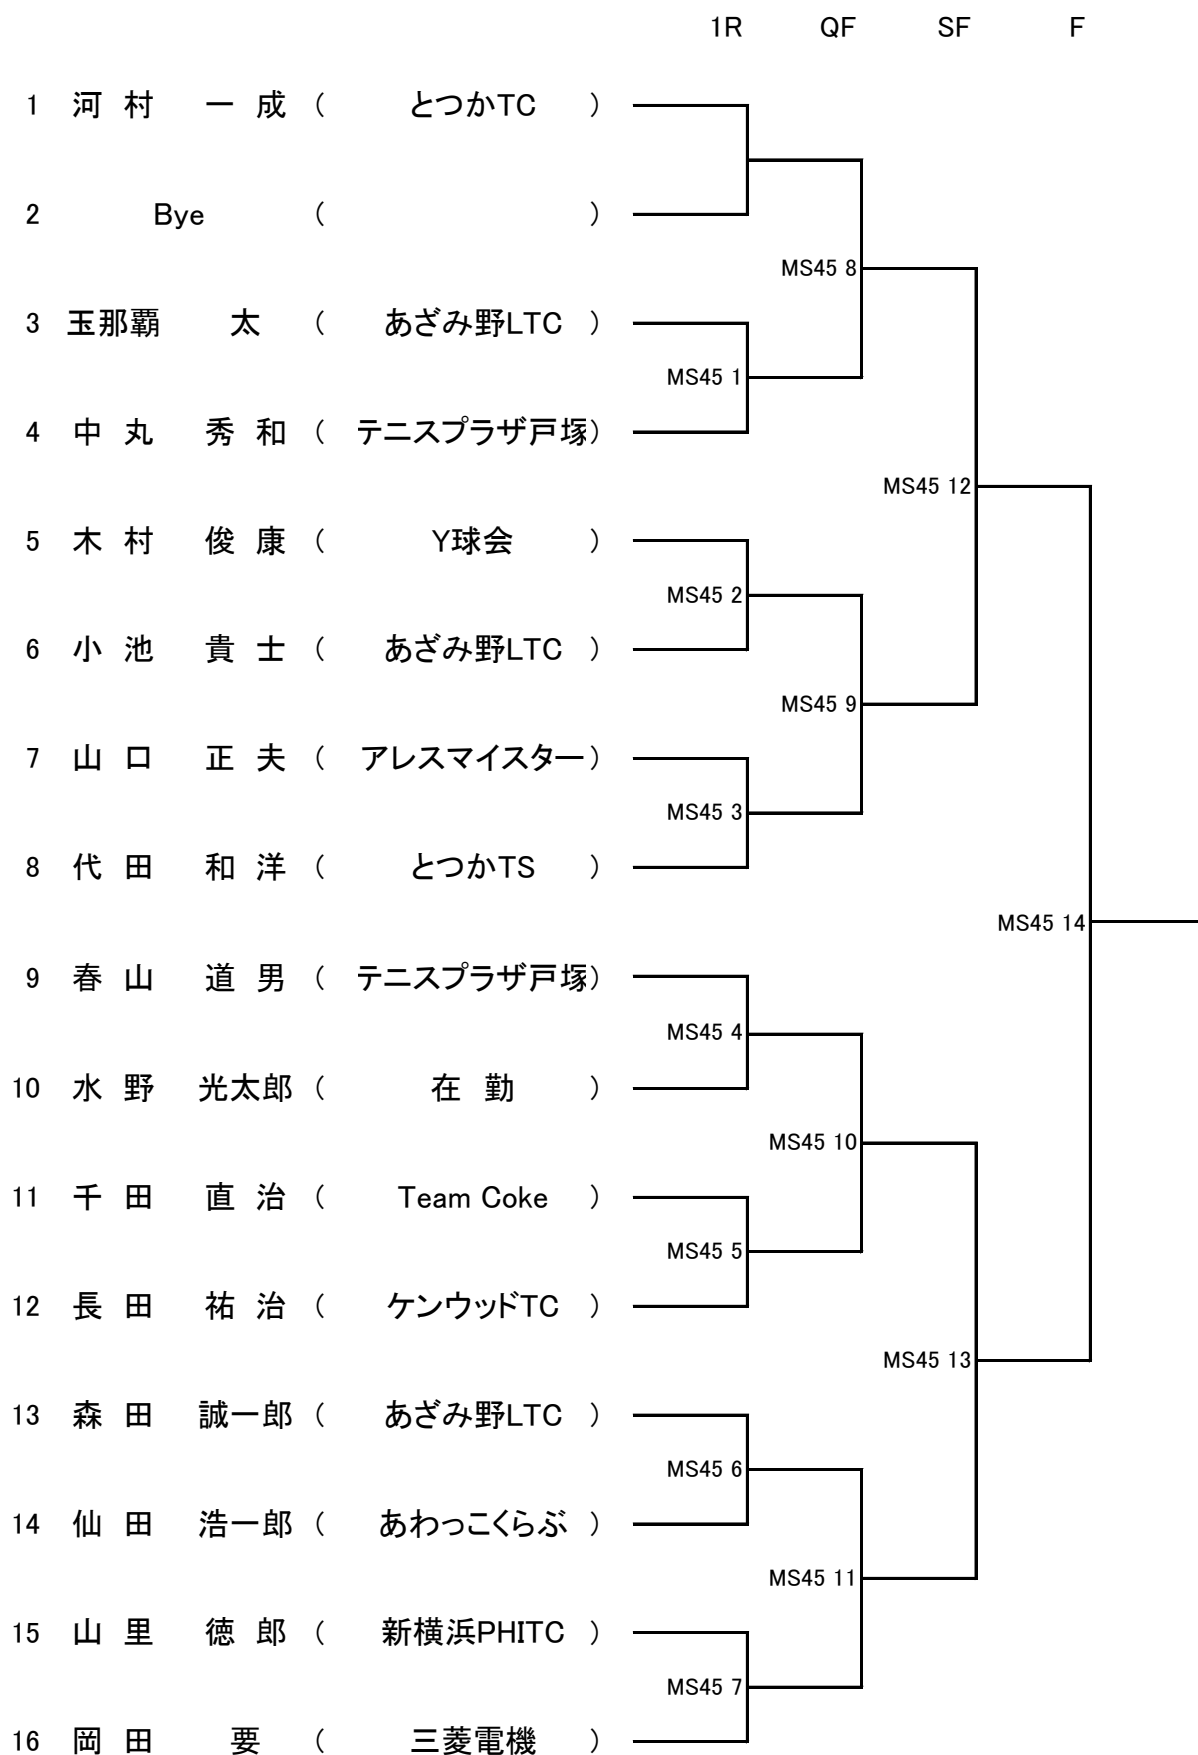 1R QF SF F
1 河 村 一 成 ( とつかTC )
2 Bye ( )
MS45 8
3 玉那覇 太 ( あざみ野LTC )
MS45 1
4 中 丸 秀 和 ( テニスプラザ戸塚 )
MS45 12
5 木 村 俊 康 ( Y球会 )
MS45 2
6 小 池 貴 士 ( あざみ野LTC )
MS45 9
7 山 口 正 夫 ( アレスマイスター )
MS45 3
8 代 田 和 洋 ( とつかTS )
MS45 14
9 春 山 道 男 ( テニスプラザ戸塚 )
MS45 4
10 水 野 光太郎 ( 在 勤 )
MS45 10
11 千 田 直 治 ( Team Coke )
MS45 5
12 長 田 祐 治 ( ケンウッドTC )
MS45 13
13 森 田 誠一郎 ( あざみ野LTC )
MS45 6
14 仙 田 浩一郎 ( あわっこくらぶ )
MS45 11
15 山 里 徳 郎 ( 新横浜PHITC )
MS45 7
16 岡 田 要 ( 三菱電機 )